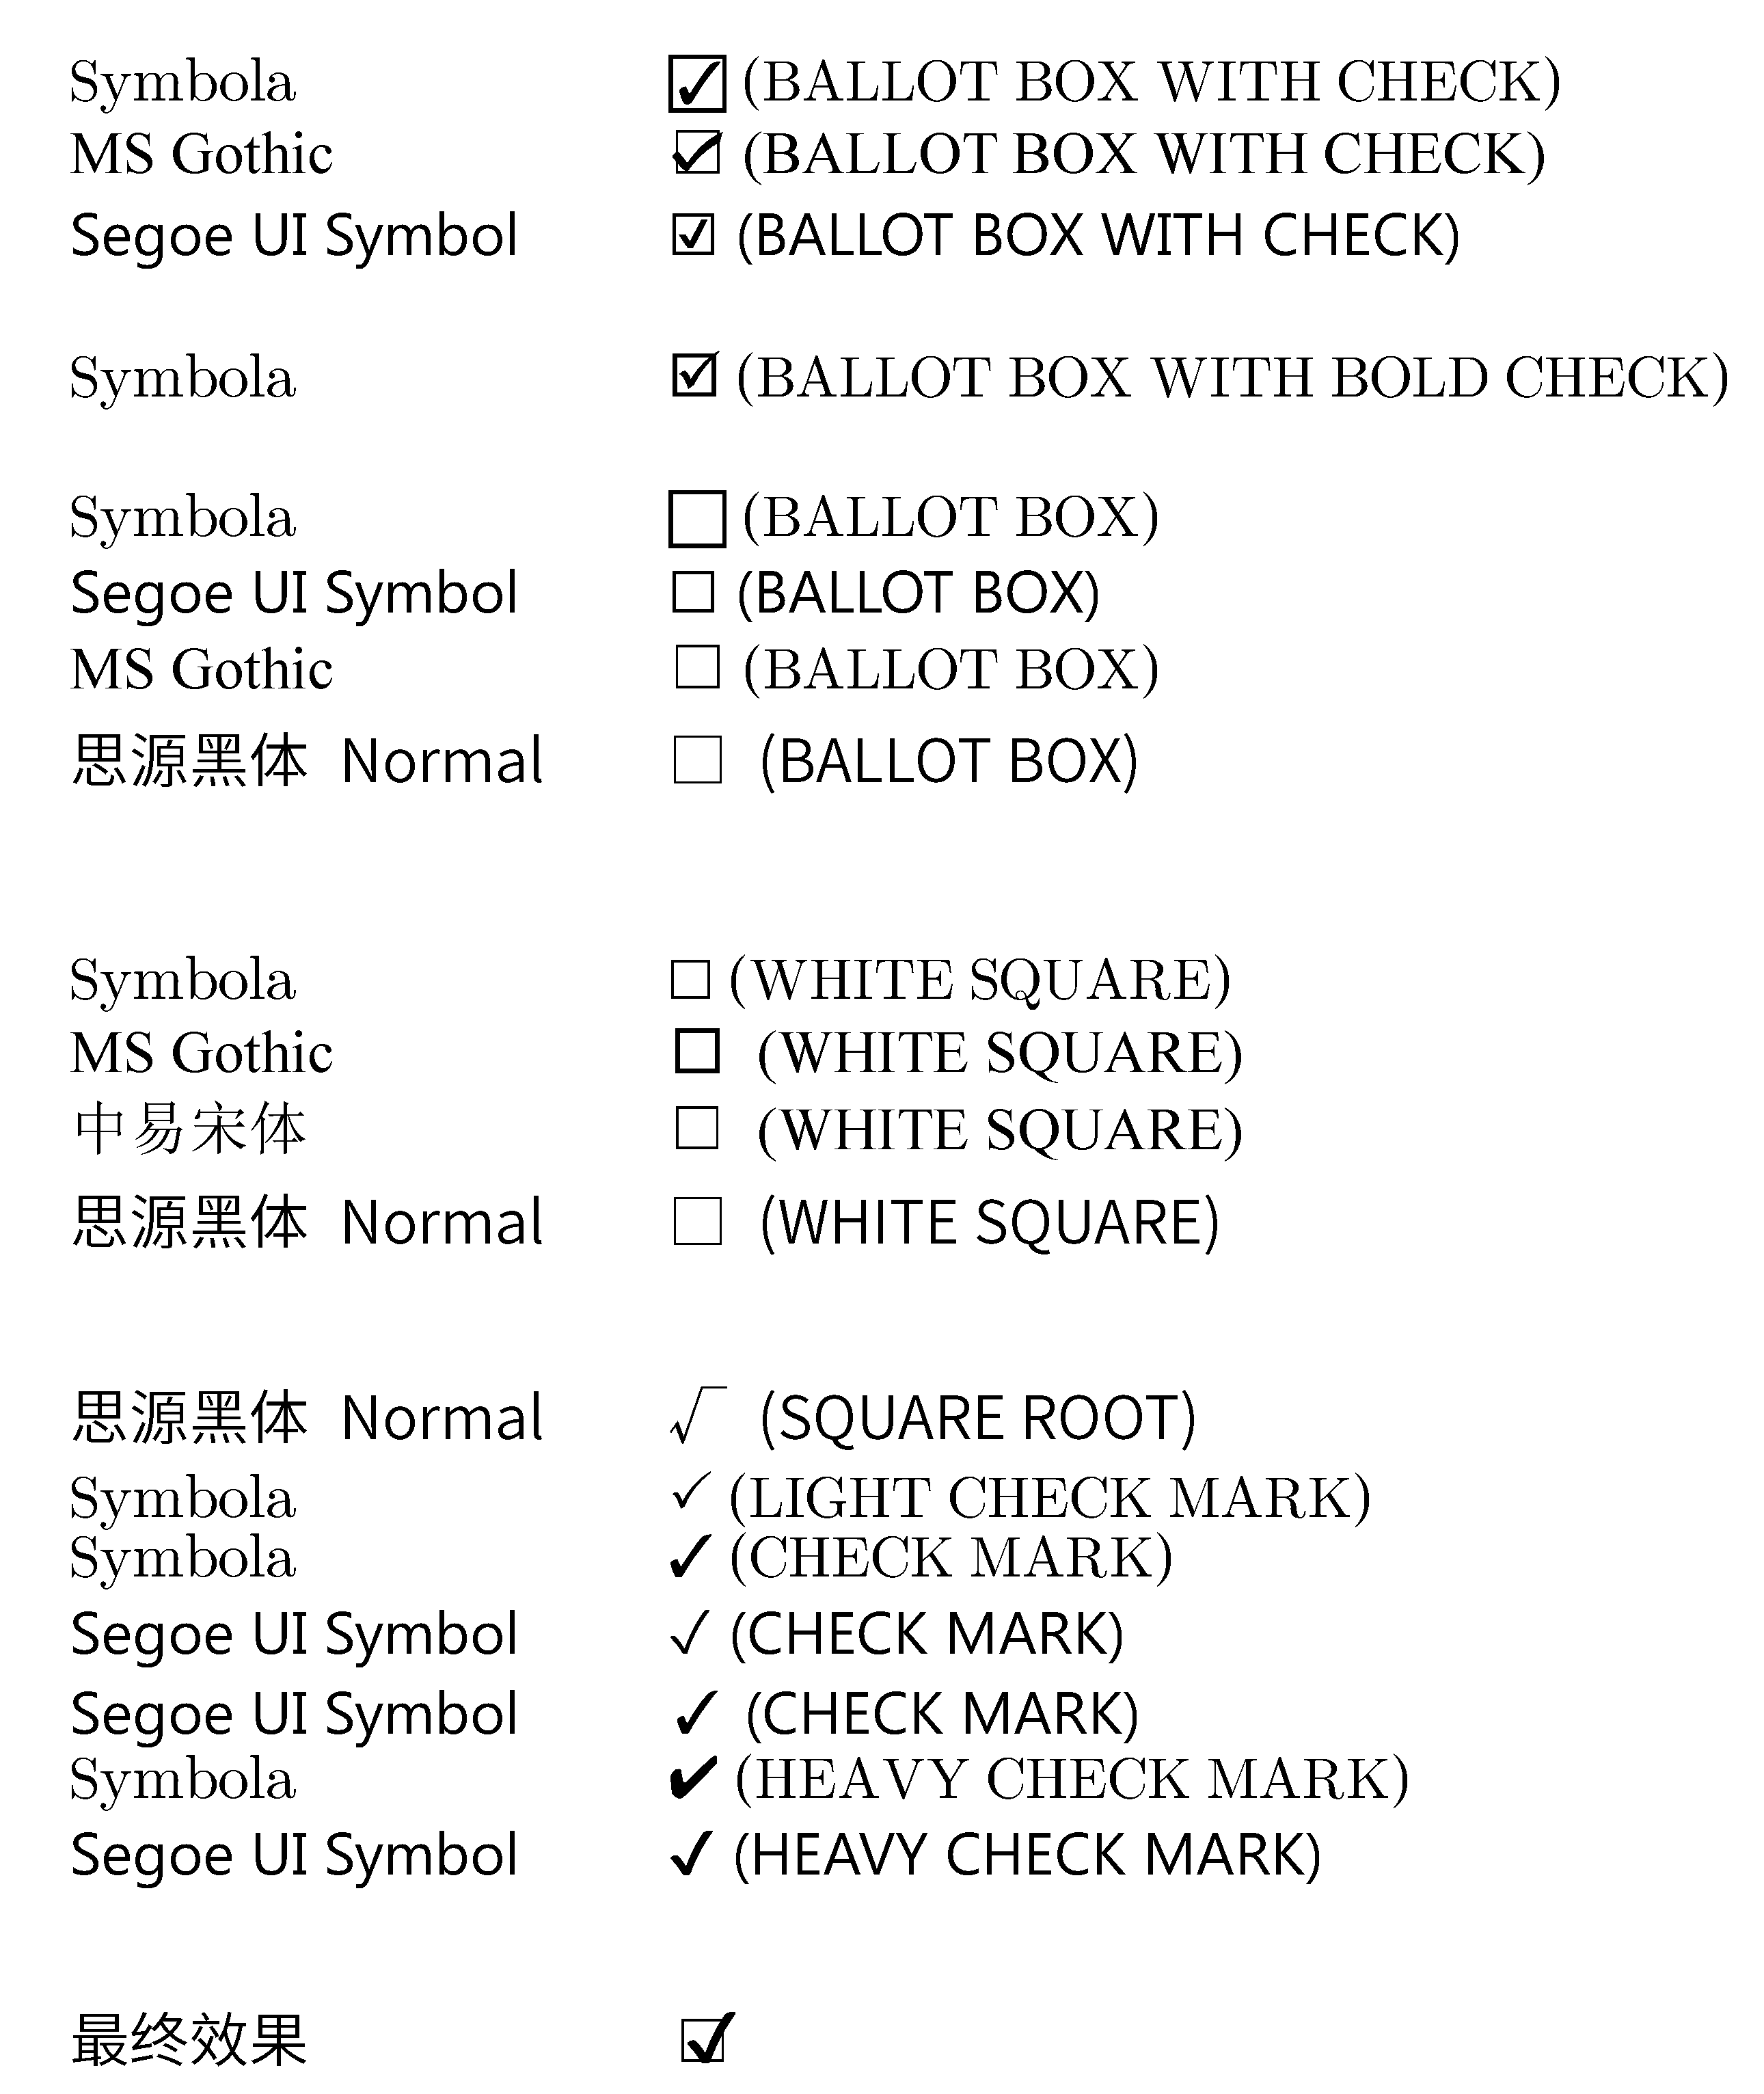 Symbola ☑ (BALLOT BOX WITH CHECK)
MS Gothic ☑ (BALLOT BOX WITH CHECK)
Segoe UI Symbol ☑ (BALLOT BOX WITH CHECK)
Symbola 🗹 (BALLOT BOX WITH BOLD CHECK)
Symbola ☐ (BALLOT BOX)
Segoe UI Symbol ☐ (BALLOT BOX)
MS Gothic ☐ (BALLOT BOX)
思源黑体 Normal ☐ (BALLOT BOX)
Symbola □ (WHITE SQUARE)
MS Gothic □ (WHITE SQUARE)
中易宋体 □ (WHITE SQUARE)
思源黑体 Normal □ (WHITE SQUARE)
思源黑体 Normal √ (SQUARE ROOT)
Symbola 🗸 (LIGHT CHECK MARK)
Symbola ✓ (CHECK MARK)
Segoe UI Symbol ✓ (CHECK MARK)
Segoe UI Symbol ✓ (CHECK MARK)
Symbola ✔ (HEAVY CHECK MARK)
Segoe UI Symbol ✔ (HEAVY CHECK MARK)
最终效果 ☑